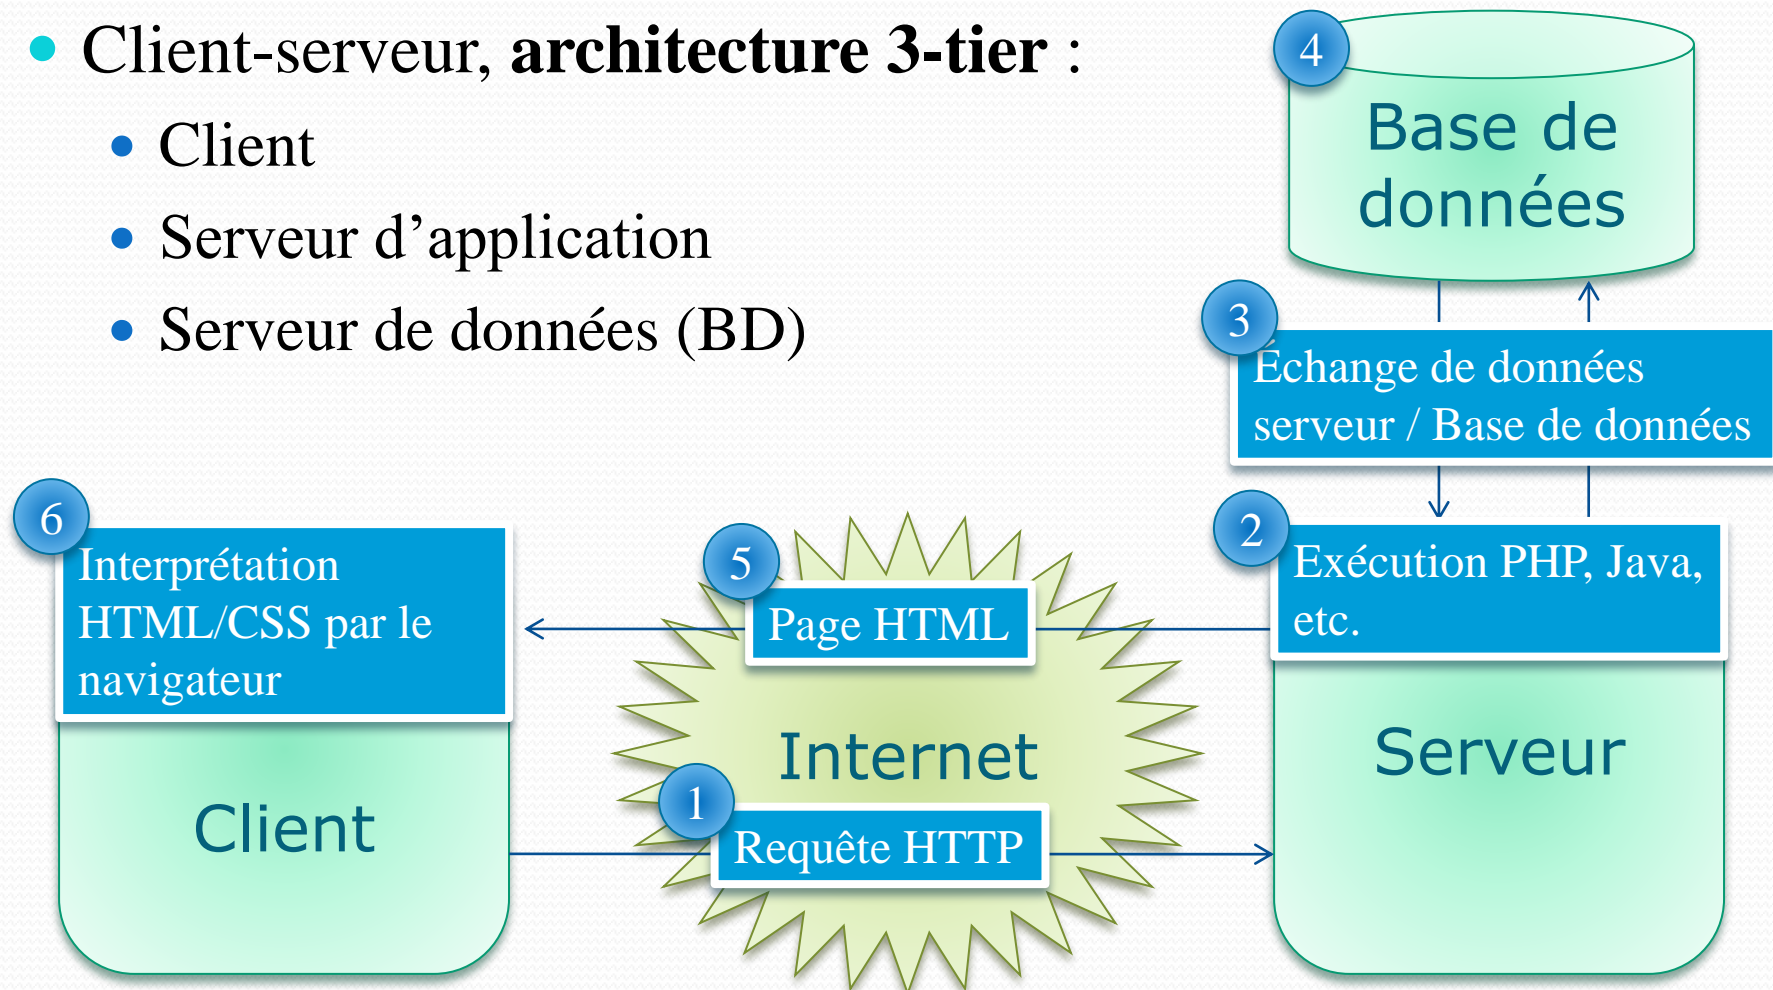 Client-serveur, architecture 3-tier :
Client
Serveur d’application
Serveur de données (BD)
4
Base de
données
3
Échange de données
serveur / Base de données
6
Interprétation
HTML/CSS par le
navigateur
Client
5
Page HTML
Internet
1
Requête HTTP
2
Exécution PHP, Java,
etc.
Serveur